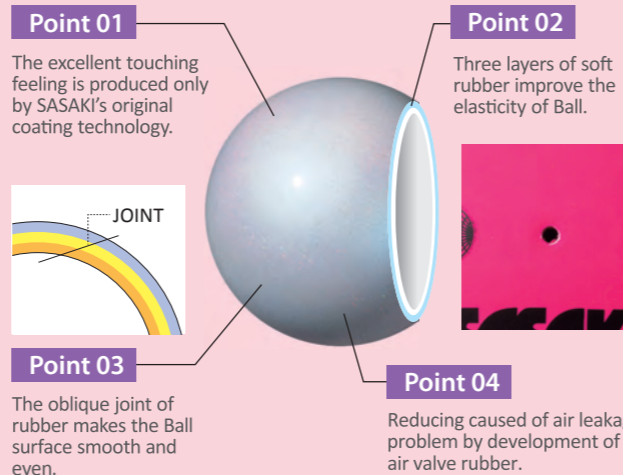 Point 01
The excellent touching
feeling is produced only
by SASAKI's original
coating technology.
Point 02
Three layers of soft
rubber improve the
elasticity of Ball.
JOINT
Point 03
The oblique joint of
rubber makes the Ball
surface smooth and
even.
Point 04
Reducing caused of air
problem by development of
air valve rubber.